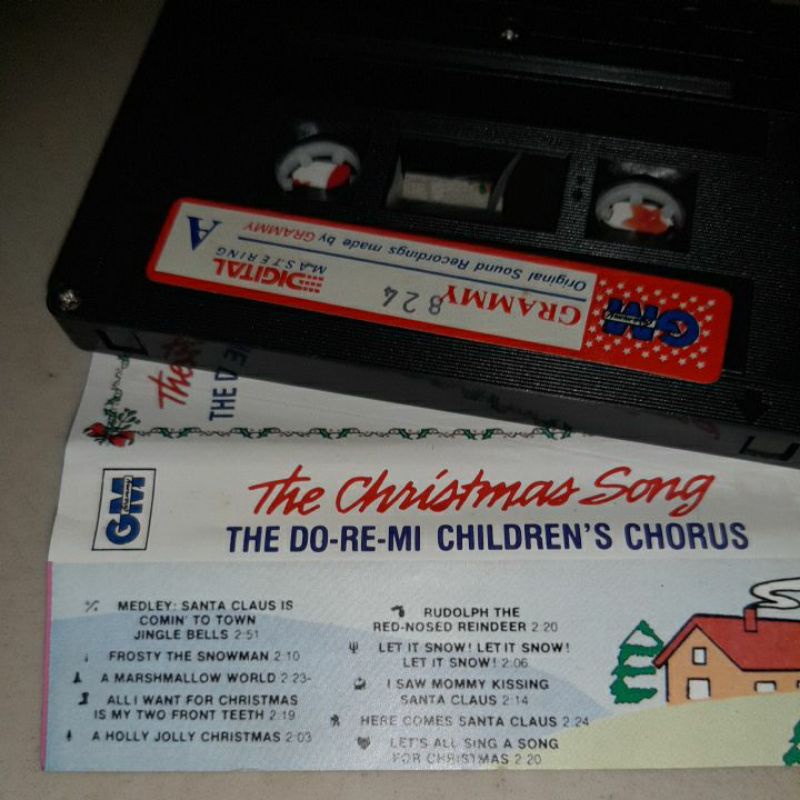 GM
Grammy
GRAMMY
824
Original Sound Recordings made by GRAMMY
DIGITAL
MASTERING
A
THE D
GM
Grammy
The Christmas Song
THE DO-RE-MI CHILDREN'S CHORUS
MEDLEY: SANTA CLAUS IS
COMIN' TO TOWN
JINGLE BELLS 2:51
FROSTY THE SNOWMAN 2:10
A MARSHMALLOW WORLD 2:23
ALL I WANT FOR CHRISTMAS
IS MY TWO FRONT TEETH 2:19
A HOLLY JOLLY CHRISTMAS 2:03
RUDOLPH THE
RED-NOSED REINDEER 2:20
LET IT SNOW! LET IT SNOW!
LET IT SNOW! 2:06
I SAW MOMMY KISSING
SANTA CLAUS 2:14
HERE COMES SANTA CLAUS 2:24
LET'S ALL SING A SONG
FOR CHRISTMAS 2:20